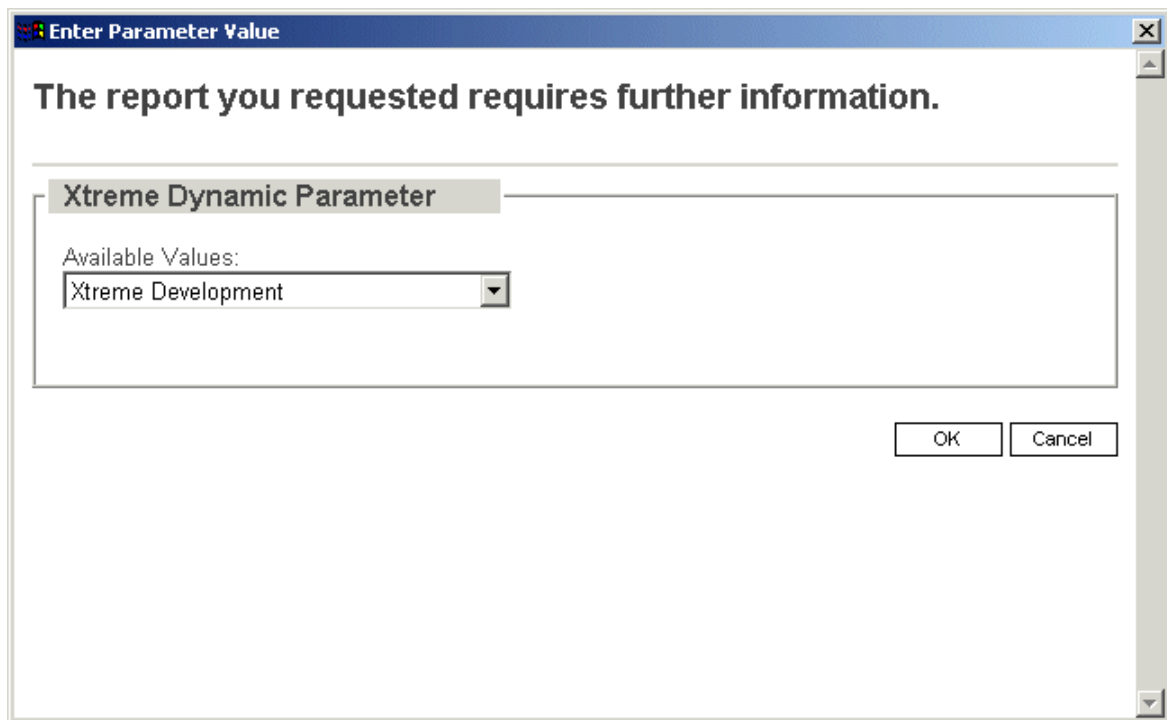 Enter Parameter Value
The report you requested requires further information.
Xtreme Dynamic Parameter
Available Values:
Xtreme Development
OK Cancel